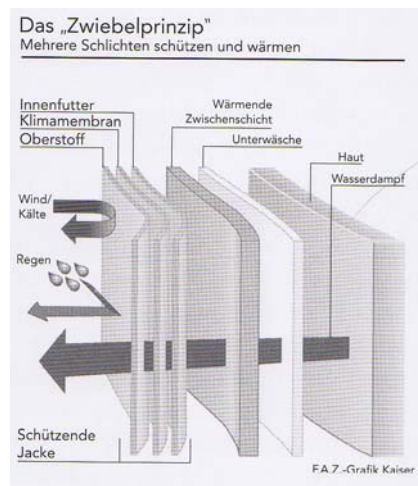 Das „Zwiebelprinzip"
Mehrere Schlichten schützen und wärmen
Innenfutter
Klimamembran
Oberstoff
Wärmende
Zwischenschicht
Unterwäsche
Haut
Wasserdampf
Wind/
Kälte
Regen
Schützende
Jacke
F.A.Z.-Grafik Kaiser